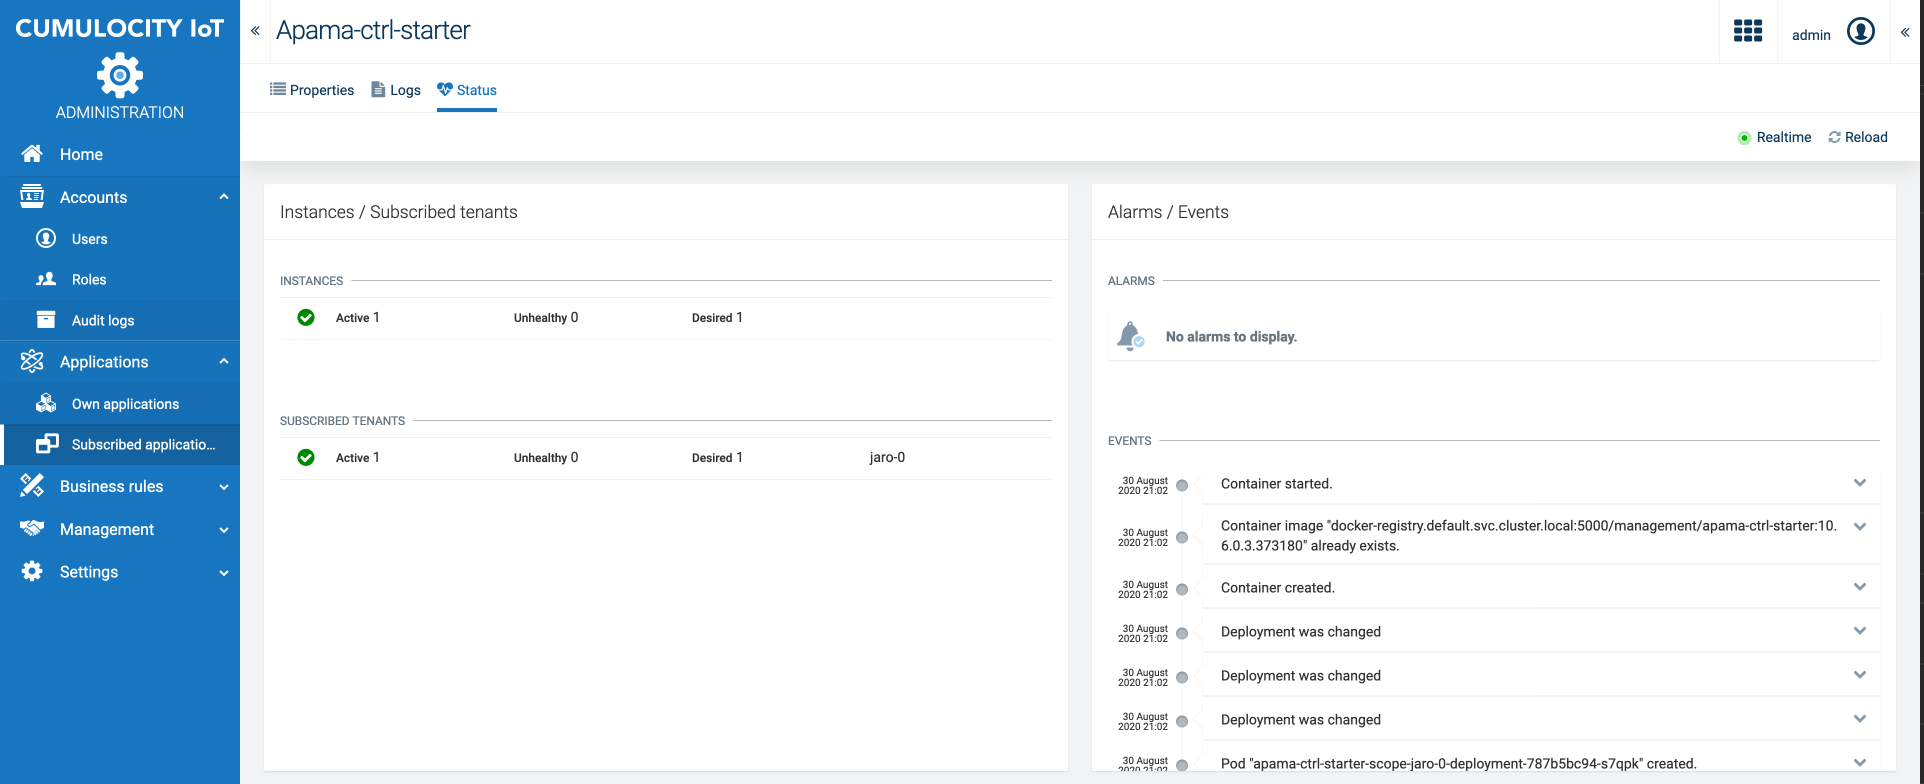 CUMULOCITY IoT
ADMINISTRATION
Home
Accounts
Users
Roles
Audit logs
Applications
Own applications
Subscribed applicatio...
Business rules
Management
Settings
«
Apama-ctrl-starter
admin
«
Properties
Logs
Status
Realtime
Reload
Instances / Subscribed tenants
INSTANCES
Active 1 Unhealthy 0 Desired 1
SUBSCRIBED TENANTS
Active 1 Unhealthy 0 Desired 1 jaro-0
Alarms / Events
ALARMS
No alarms to display.
EVENTS
30 August
2020 21:02
Container started.
30 August
2020 21:02
Container image "docker-registry.default.svc.cluster.local:5000/management/apama-ctrl-starter:10.
6.0.3.373180" already exists.
30 August
2020 21:02
Container created.
30 August
2020 21:02
Deployment was changed
30 August
2020 21:02
Deployment was changed
30 August
2020 21:02
Deployment was changed
30 August
2020 21:02
Pod "apama-ctrl-starter-scope-jaro-0-deployment-787b5bc94-s7qpk" created.